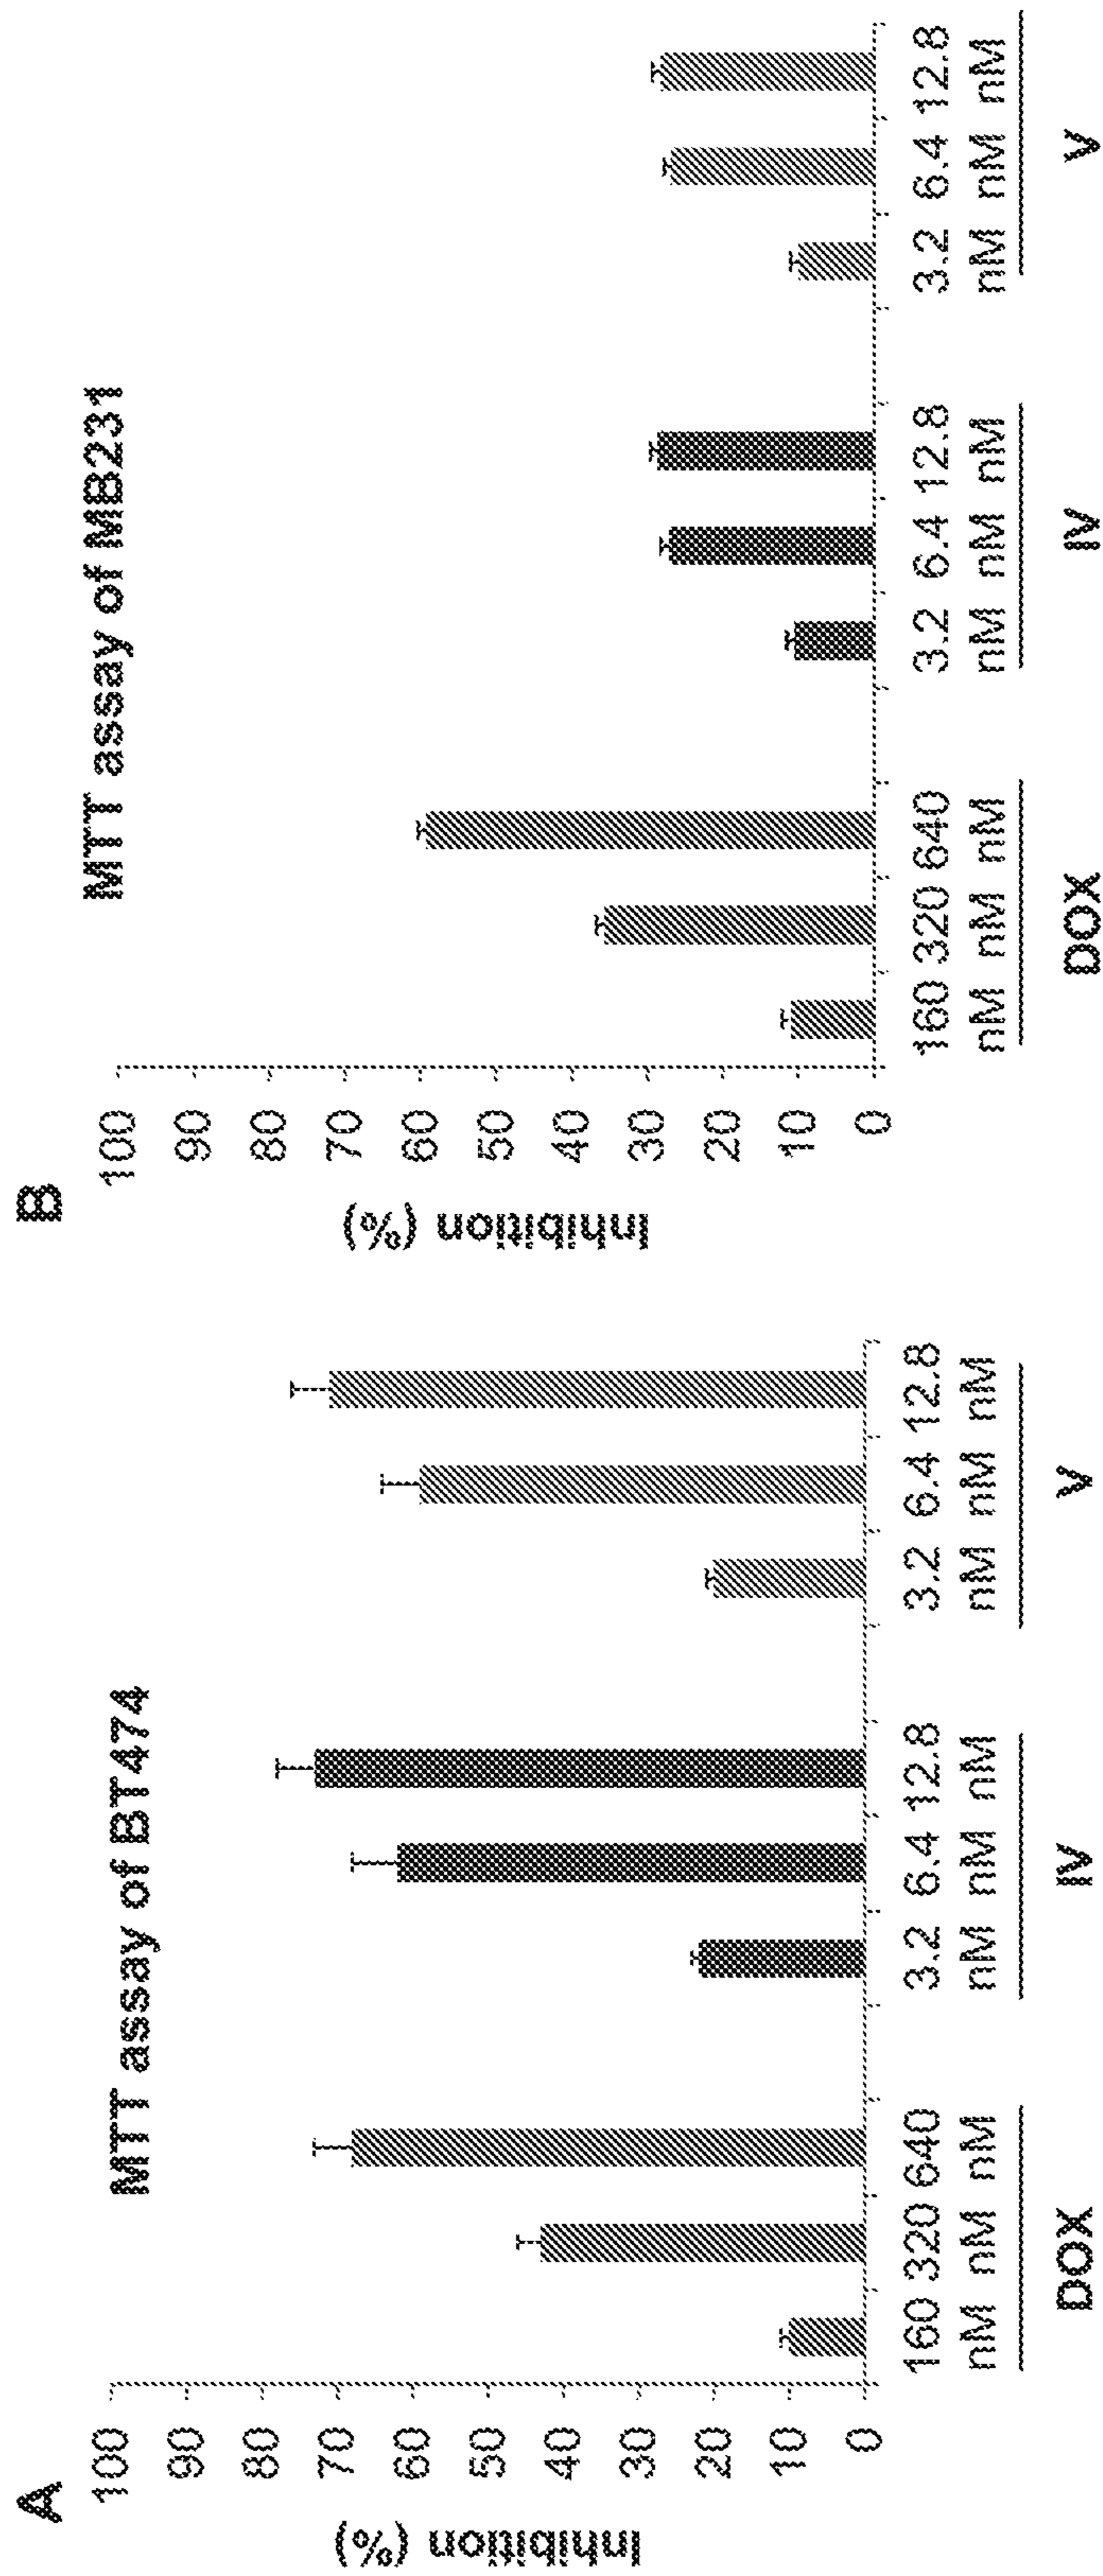 A
MTT assay of BT474
Inhibition (%)
100
90
80
70
60
50
40
30
20
10
0
160 320 640 3.2 6.4 12.8 3.2 6.4 12.8
nM nM nM nM nM nM nM nM nM
DOX IV V
B
MTT assay of MB231
Inhibition (%)
100
90
80
70
60
50
40
30
20
10
0
160 320 640 3.2 6.4 12.8 3.2 6.4 12.8
nM nM nM nM nM nM nM nM nM
DOX IV V